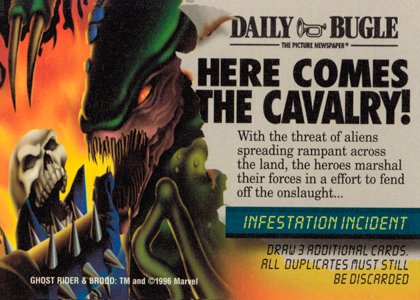 DAILY BUGLE
THE PICTURE NEWSPAPER®
HERE COMES
THE CAVALRY!
With the threat of aliens
spreading rampant across
the land, the heroes marshal
their forces in a effort to fend
off the onslaught...
INFESTATION INCIDENT
DRAW 3 ADDITIONAL CARDS.
ALL DUPLICATES MUST STILL
BE DISCARDED
GHOST RIDER & BROOD: TM and ©1996 Marvel